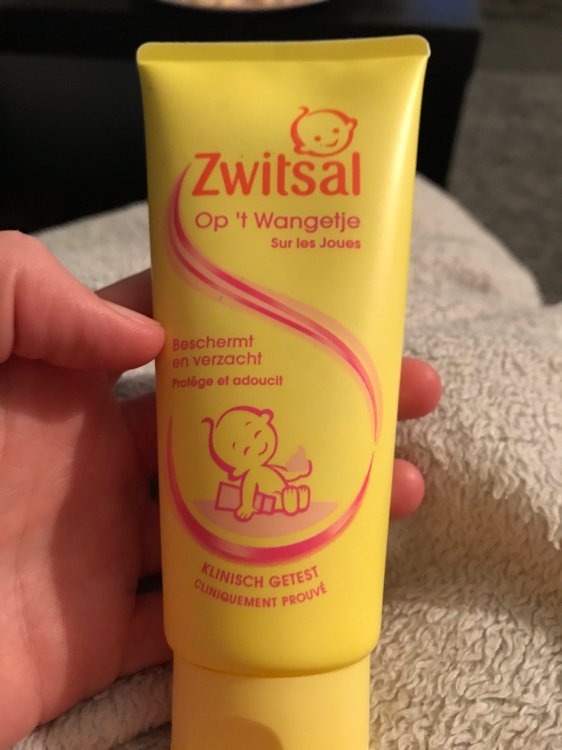 Zwitsal
Op 't Wangetje
Sur les Joues
Beschermt
en verzacht
Protège et adoucit
KLINISCH GETEST
CLINIQUEMENT PROUVÉ